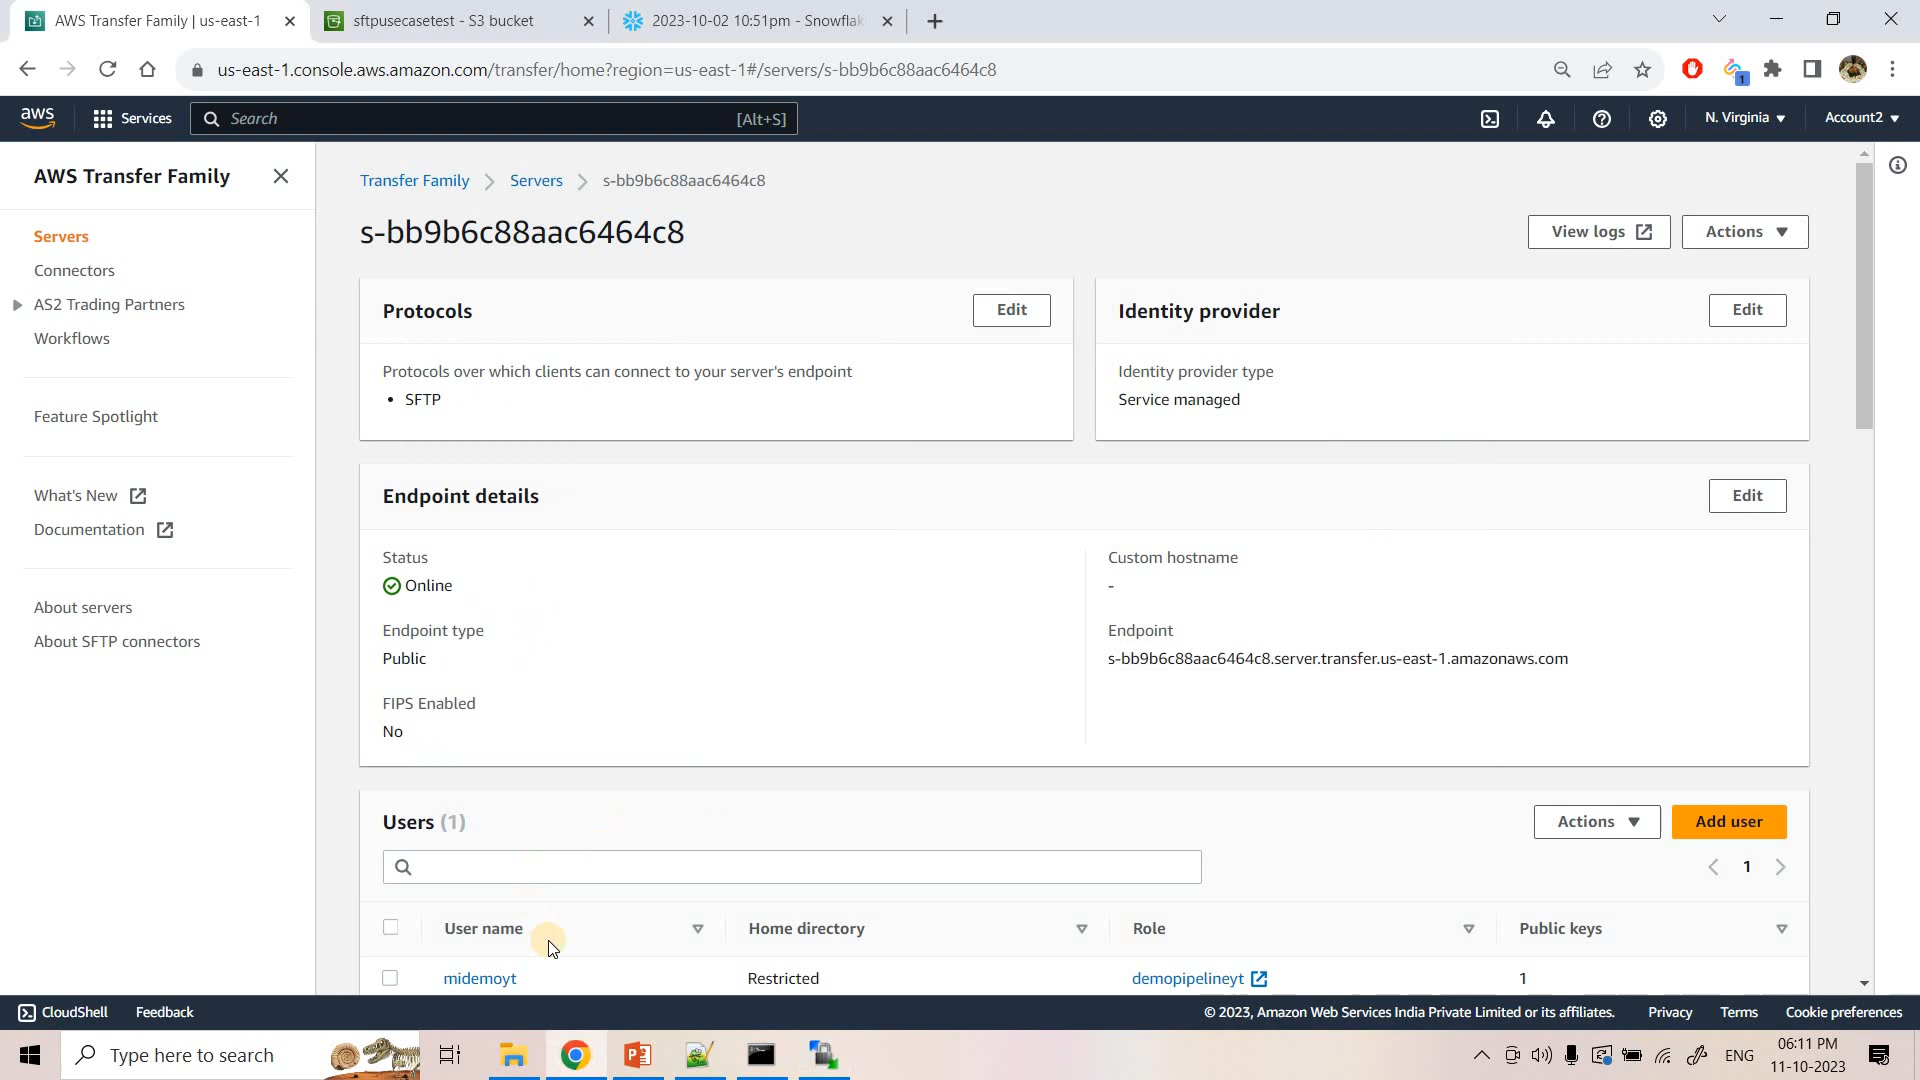 AWS Transfer Family | us-east-1
sftpusecasetest - S3 bucket
2023-10-02 10:51pm - Snowflak
us-east-1.console.aws.amazon.com/transfer/home?region=us-east-1#/servers/s-bb9b6c88aac6464c8
1
aws
Services
Search
[Alt+S]
N. Virginia
Account2
AWS Transfer Family
Servers
Connectors
AS2 Trading Partners
Workflows
Feature Spotlight
What's New
Documentation
About servers
About SFTP connectors
Transfer Family
Servers
s-bb9b6c88aac6464c8
s-bb9b6c88aac6464c8
View logs
Actions
Protocols
Edit
Protocols over which clients can connect to your server's endpoint
• SFTP
Identity provider
Edit
Identity provider type
Service managed
Endpoint details
Edit
Status
Online
Endpoint type
Public
FIPS Enabled
No
Custom hostname
-
Endpoint
s-bb9b6c88aac6464c8.server.transfer.us-east-1.amazonaws.com
Users (1)
Actions
Add user
1
User name
Home directory
Role
Public keys
midemoyt
Restricted
demopipelineyt
1
CloudShell
Feedback
© 2023, Amazon Web Services India Private Limited or its affiliates.
Privacy
Terms
Cookie preferences
Type here to search
ENG
06:11 PM
11-10-2023